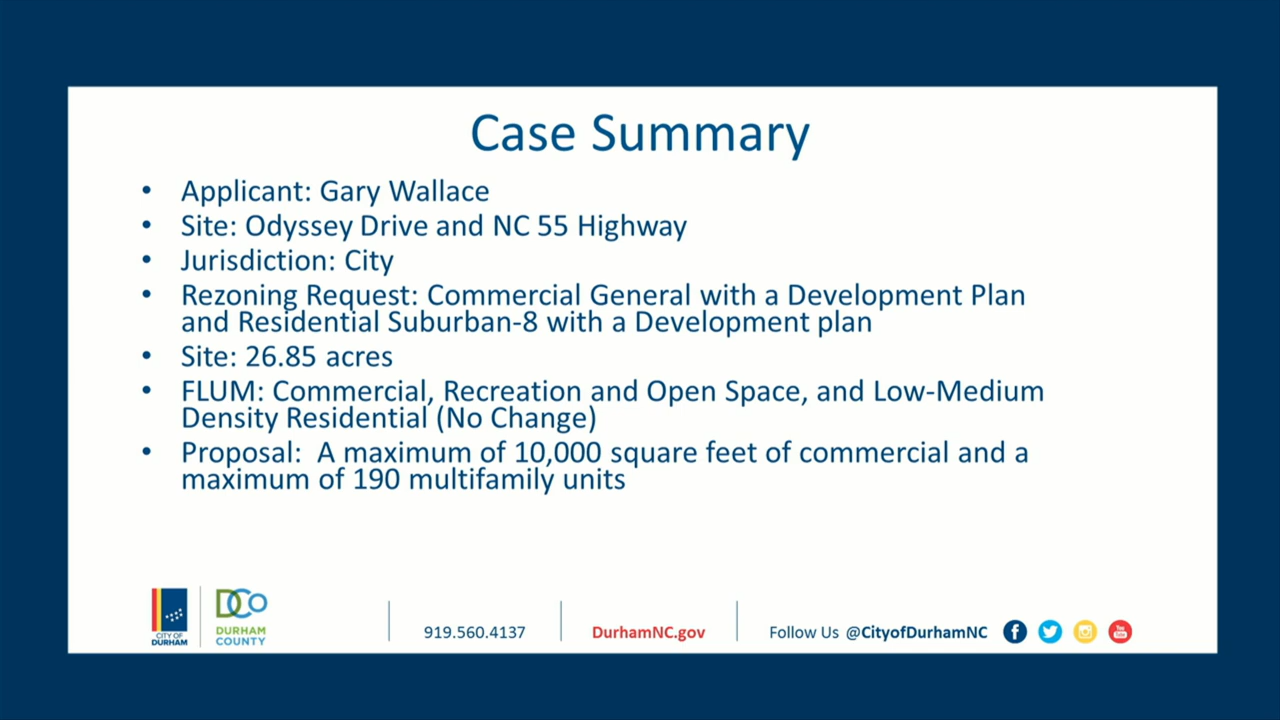 Case Summary
• Applicant: Gary Wallace
• Site: Odyssey Drive and NC 55 Highway
• Jurisdiction: City
• Rezoning Request: Commercial General with a Development Plan
and Residential Suburban-8 with a Development plan
• Site: 26.85 acres
• FLUM: Commercial, Recreation and Open Space, and Low-Medium
Density Residential (No Change)
• Proposal:  A maximum of 10,000 square feet of commercial and a
maximum of 190 multifamily units
CITY OF
DURHAM
DCo
DURHAM
COUNTY
919.560.4137
DurhamNC.gov
Follow Us @CityofDurhamNC
f
You
Tube